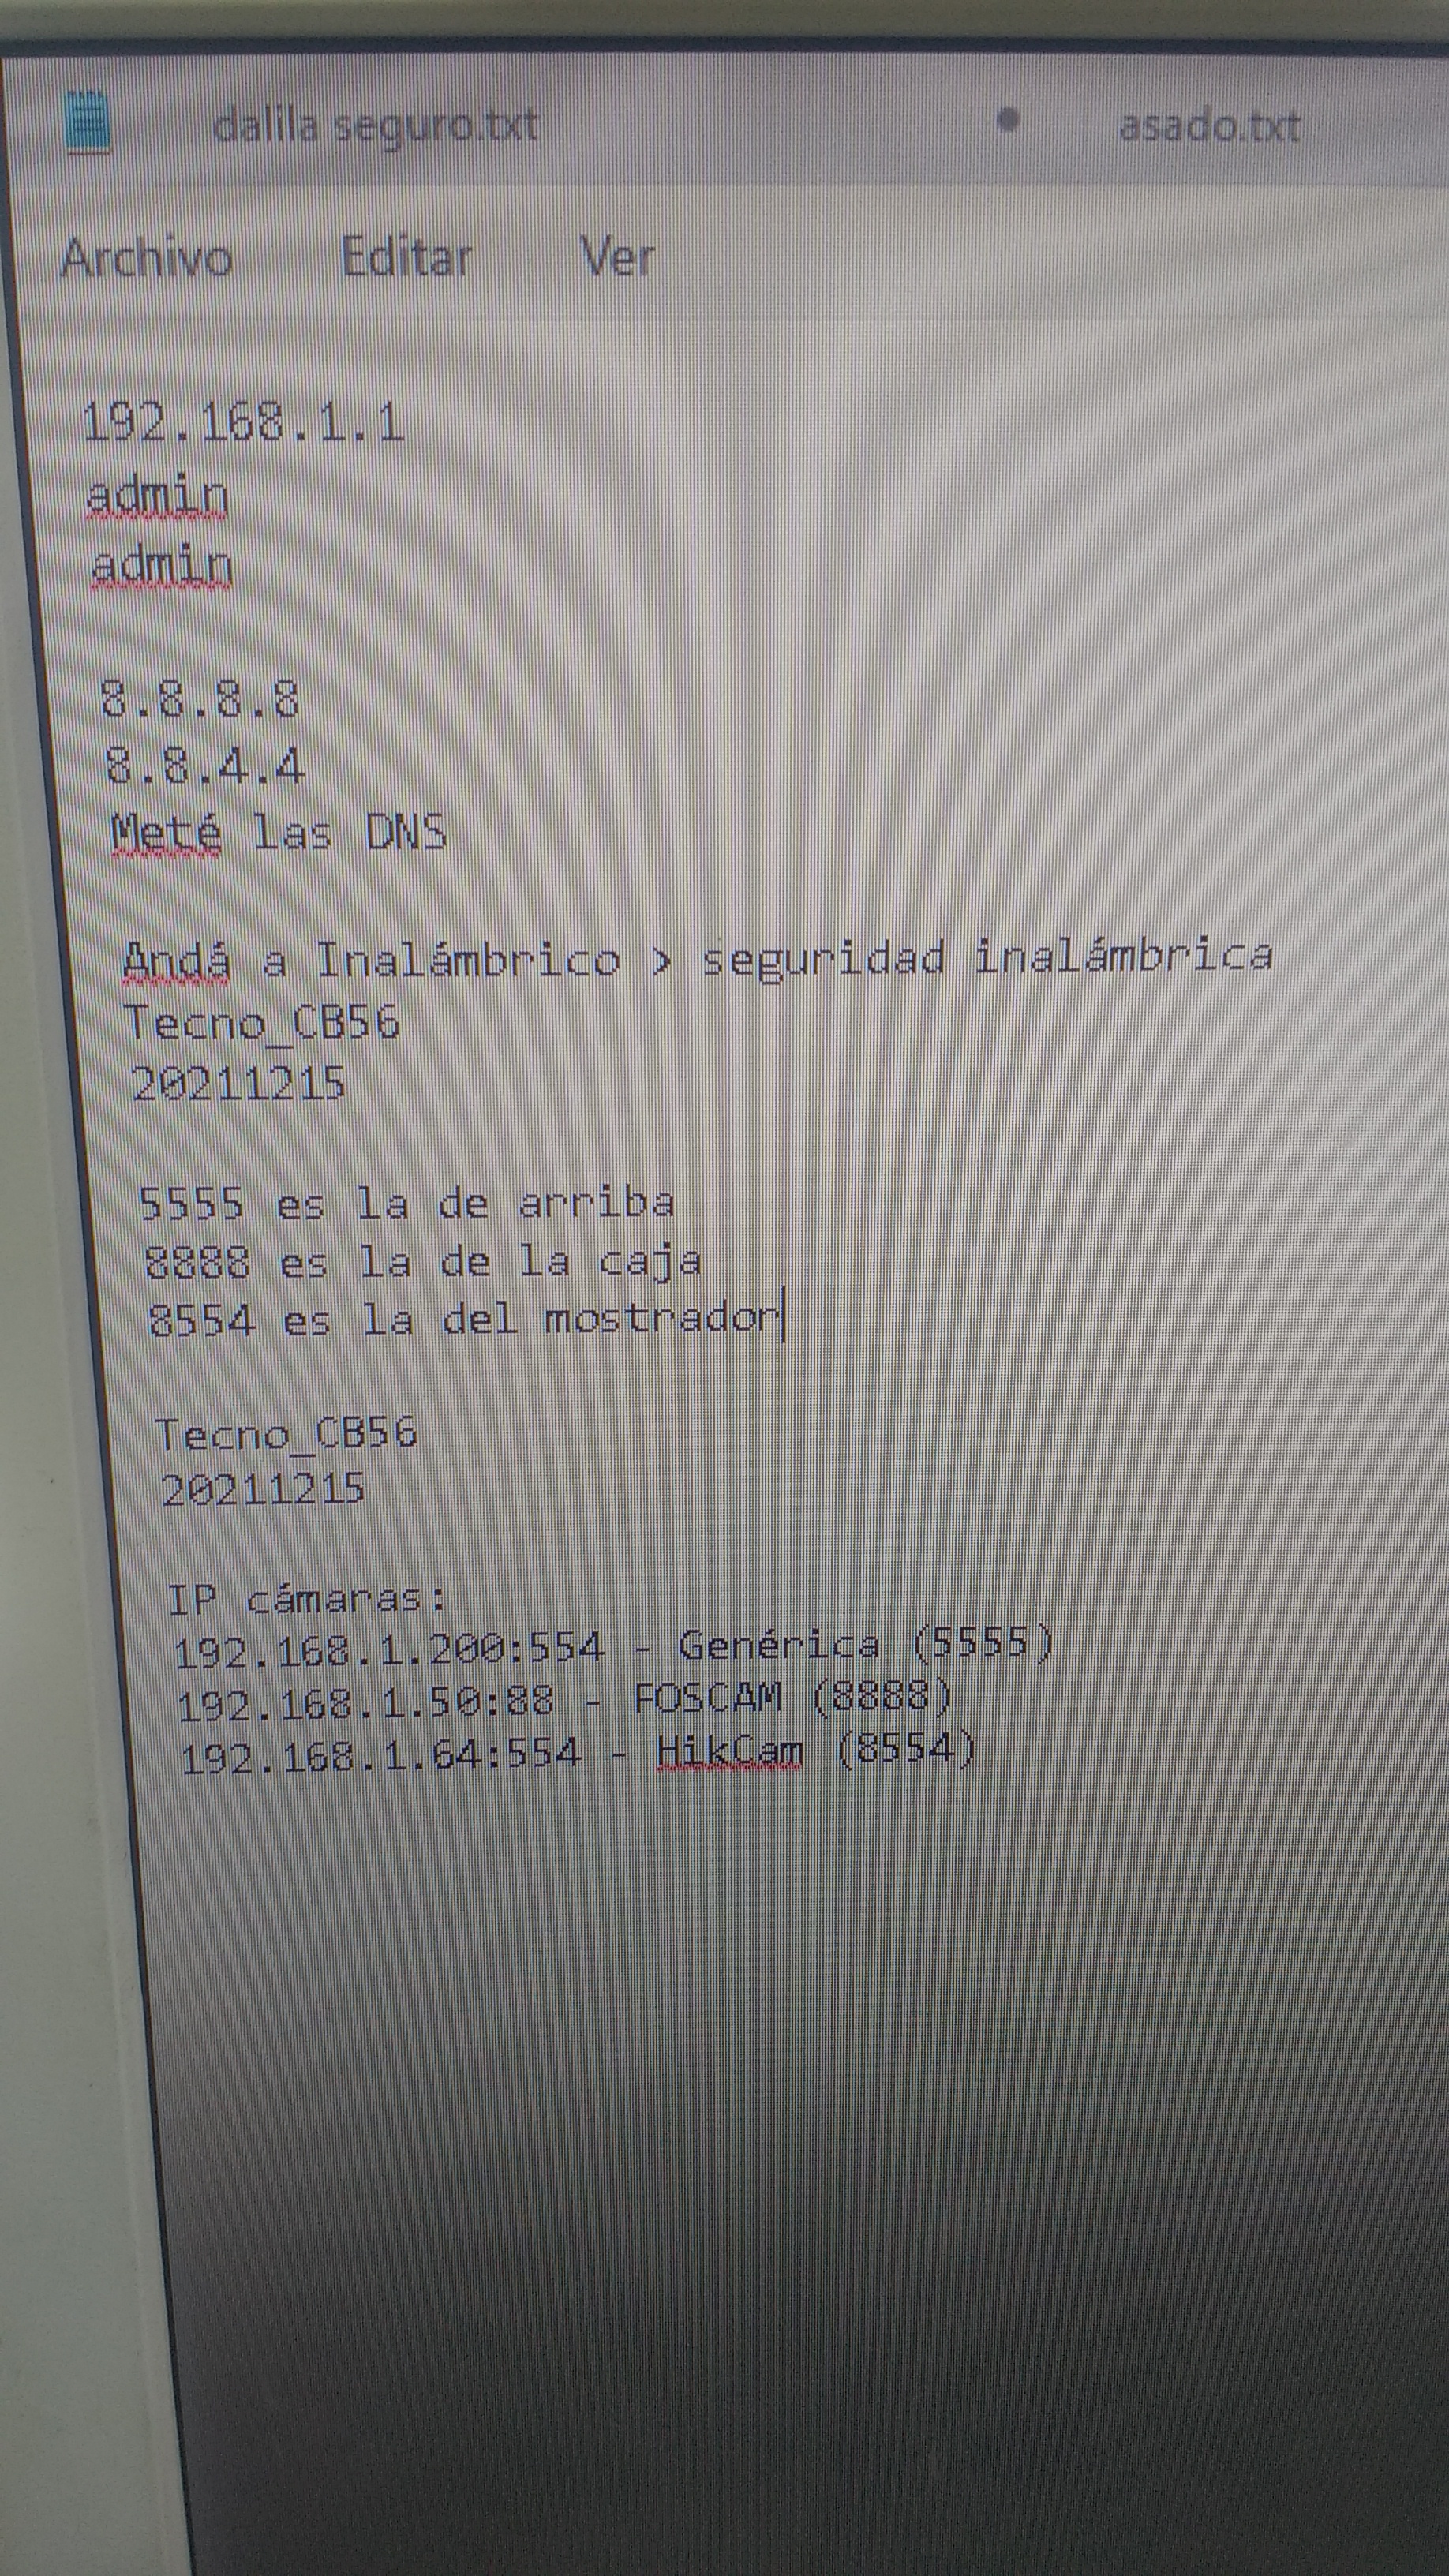 dalila seguro.txt
asado.txt
Archivo Editar Ver
192.168.1.1
admin
admin
8.8.8.8
8.8.4.4
Meté las DNS
Andá a Inalámbrico > seguridad inalámbrica
Tecno_CB56
20211215
5555 es la de arriba
8888 es la de la caja
8554 es la del mostrador
Tecno_CB56
20211215
IP cámaras:
192.168.1.200:554 - Genérica (5555)
192.168.1.50:88 - FOSCAM (8888)
192.168.1.64:554 - HikCam (8554)